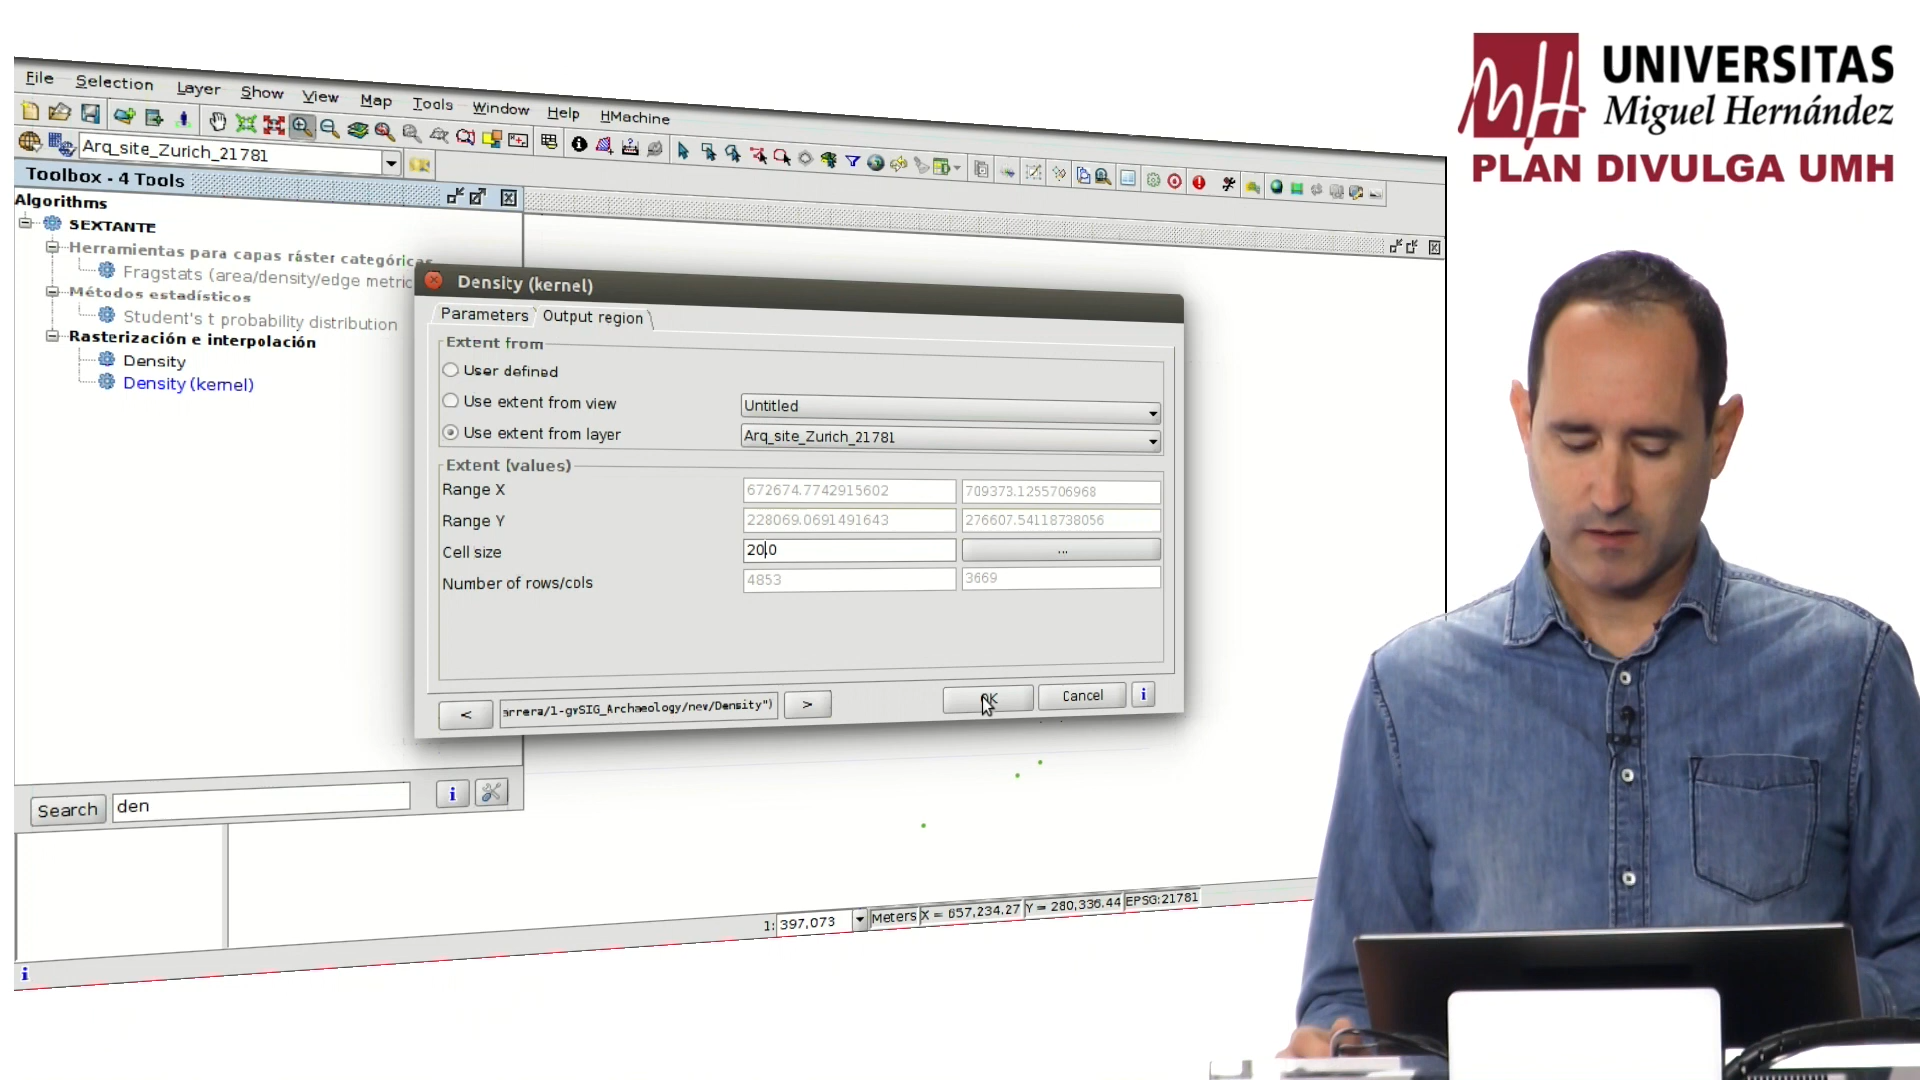 File Selection Layer Show View Map Tools Window Help HMachine
Arq_site_Zurich_21781
Toolbox - 4 Tools
Algorithms
SEXTANTE
Herramientas para capas ráster categóricas
Fragstats (area/density/edge metric
Métodos estadísticos
Student's t probability distribution
Rasterización e interpolación
Density
Density (kernel)
Density (kernel)
Parameters Output region
Extent from
User defined
Use extent from view Untitled
Use extent from layer Arq_site_Zurich_21781
Extent (values)
Range X 672674.7742915602 709373.1255706968
Range Y 228069.0691491643 276607.54118738056
Cell size 20.0 ...
Number of rows/cols 4853 3669
< arrera/1-gvSIG_Archaeology/new/Density") > OK Cancel i
Search den i
1: 397,073 Meters X = 657,234.27 Y = 280,336.44 EPSG:21781
i
UNIVERSITAS
Miguel Hernández
PLAN DIVULGA UMH